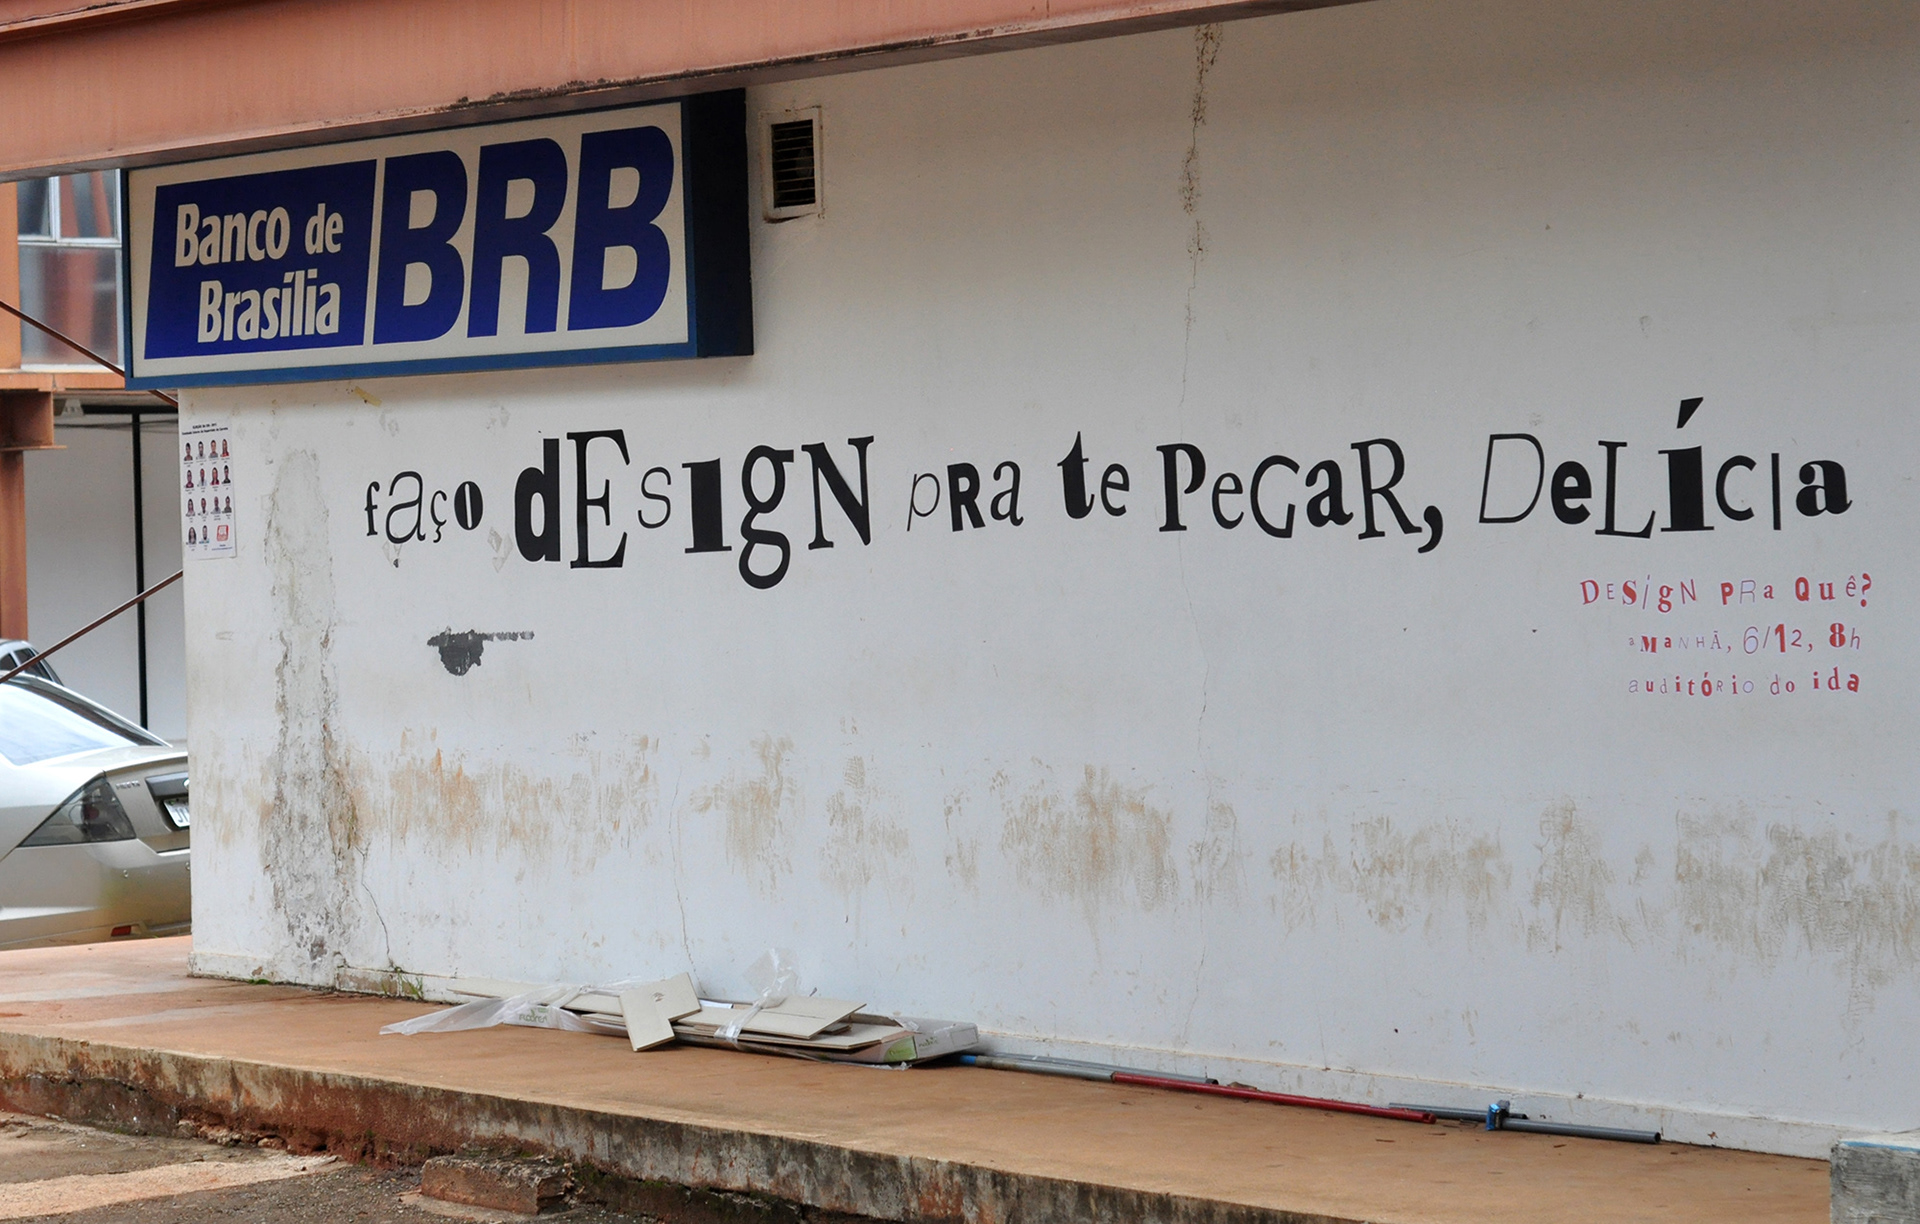 Banco de
Brasília
BRB
faço dESiGN pRa te PeGaR, DeLícia
DESigN PRa Quê?
aManHÃ, 6/12, 8h
auditóRio do ida